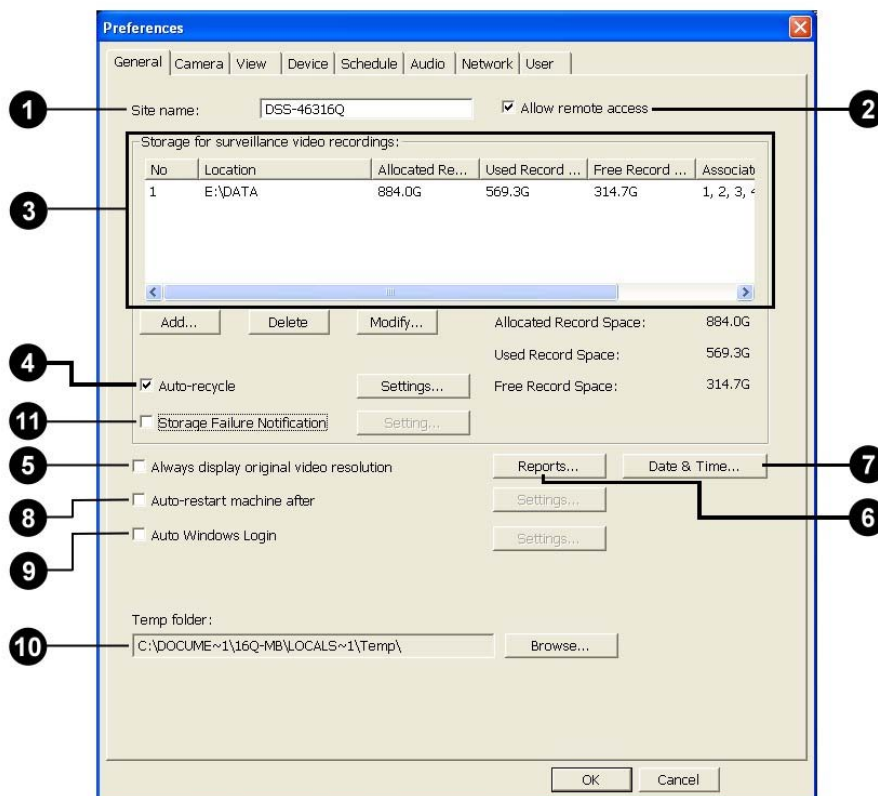 Preferences
General Camera View Device Schedule Audio Network User
1 Site name: DSS-46316Q Allow remote access 2
Storage for surveillance video recordings:
No Location Allocated Re... Used Record ... Free Record ... Associat
3 1 E:\DATA 884.0G 569.3G 314.7G 1, 2, 3, 4
Add... Delete Modify... Allocated Record Space: 884.0G
Used Record Space: 569.3G
4 Auto-recycle Settings... Free Record Space: 314.7G
11 Storage Failure Notification Setting...
5 Always display original video resolution Reports... Date & Time... 7
8 Auto-restart machine after Settings... 6
9 Auto Windows Login Settings...
Temp folder:
10 C:\DOCUME~1\16Q-MB\LOCALS~1\Temp\ Browse...
OK Cancel